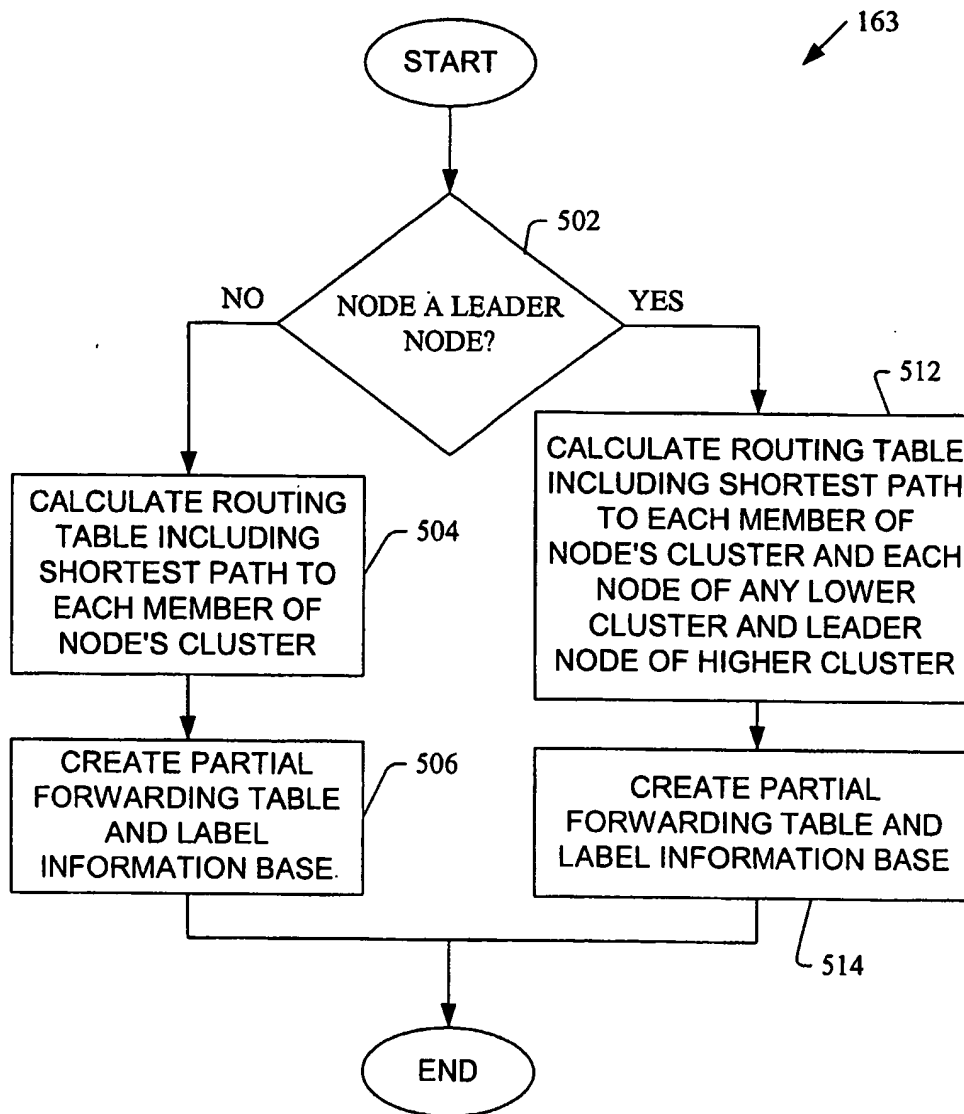 163
START
502
NODE A LEADER
NODE?
NO
YES
504
CALCULATE ROUTING
TABLE INCLUDING
SHORTEST PATH TO
EACH MEMBER OF
NODE'S CLUSTER
506
CREATE PARTIAL
FORWARDING TABLE
AND LABEL
INFORMATION BASE.
512
CALCULATE ROUTING TABLE
INCLUDING SHORTEST PATH
TO EACH MEMBER OF
NODE'S CLUSTER AND EACH
NODE OF ANY LOWER
CLUSTER AND LEADER
NODE OF HIGHER CLUSTER
CREATE PARTIAL
FORWARDING TABLE AND
LABEL INFORMATION BASE
514
END